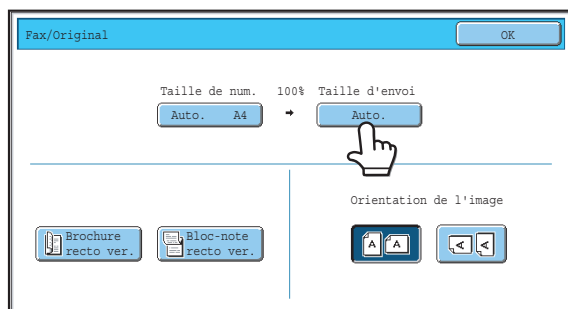 Fax/Original OK
Taille de num. 100% Taille d'envoi
Auto. A4 → Auto.
Orientation de l'image
Brochure
recto ver.
Bloc-note
recto ver.
A A A A